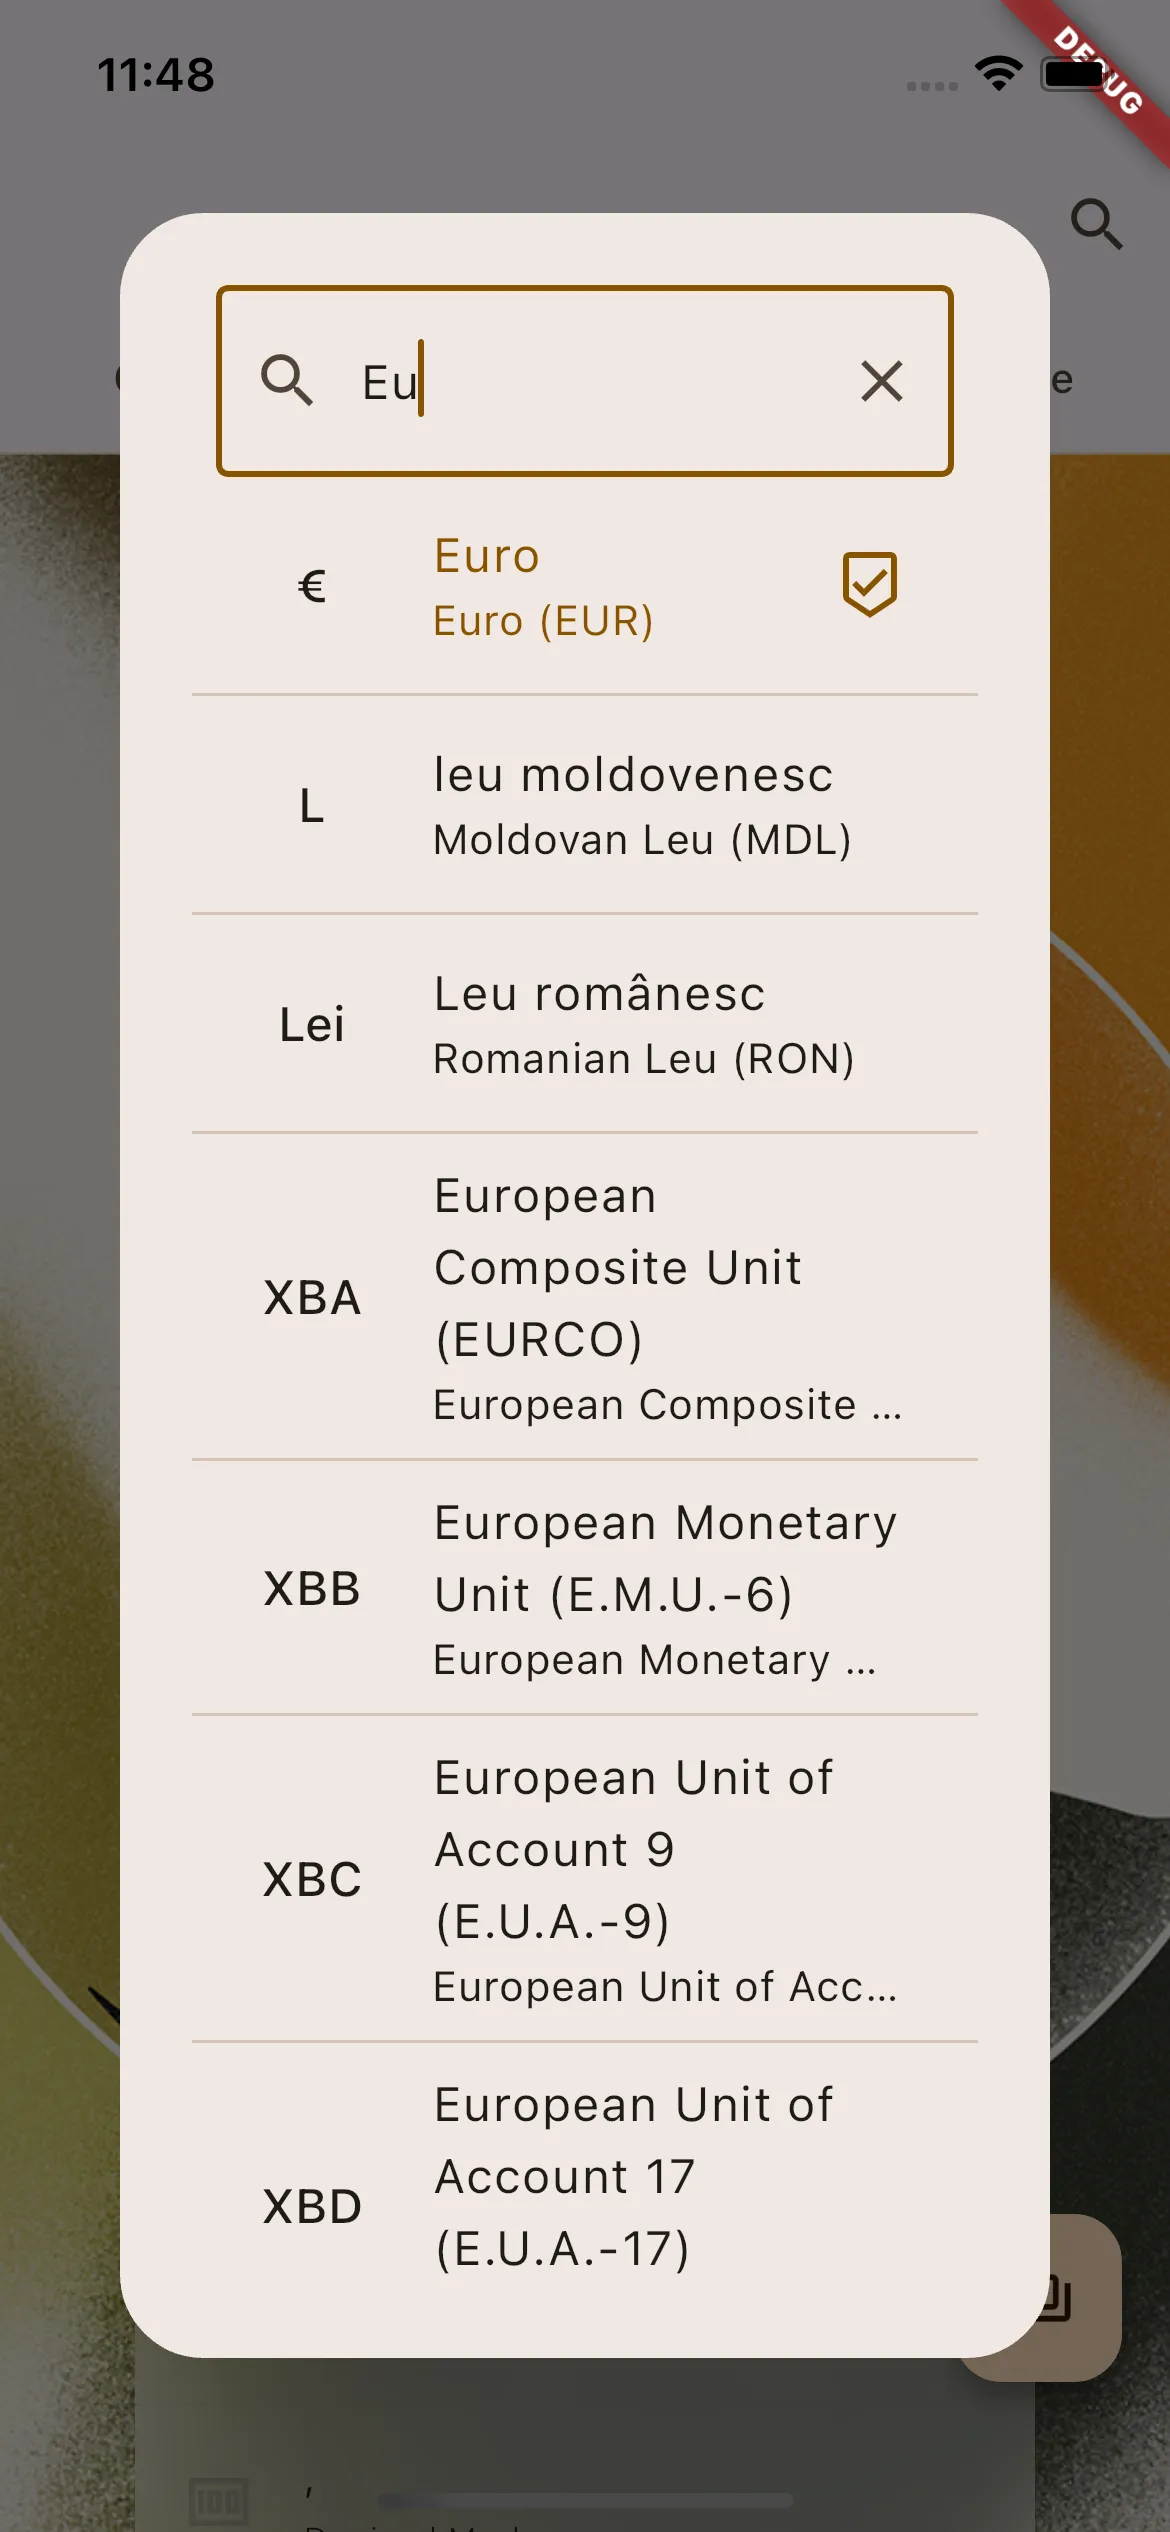 11:48
DEBUG
e
Eu
€
Euro
Euro (EUR)
L
leu moldovenesc
Moldovan Leu (MDL)
Lei
Leu românesc
Romanian Leu (RON)
XBA
European
Composite Unit
(EURCO)
European Composite ...
XBB
European Monetary
Unit (E.M.U.-6)
European Monetary ...
XBC
European Unit of
Account 9
(E.U.A.-9)
European Unit of Acc...
XBD
European Unit of
Account 17
(E.U.A.-17)
100